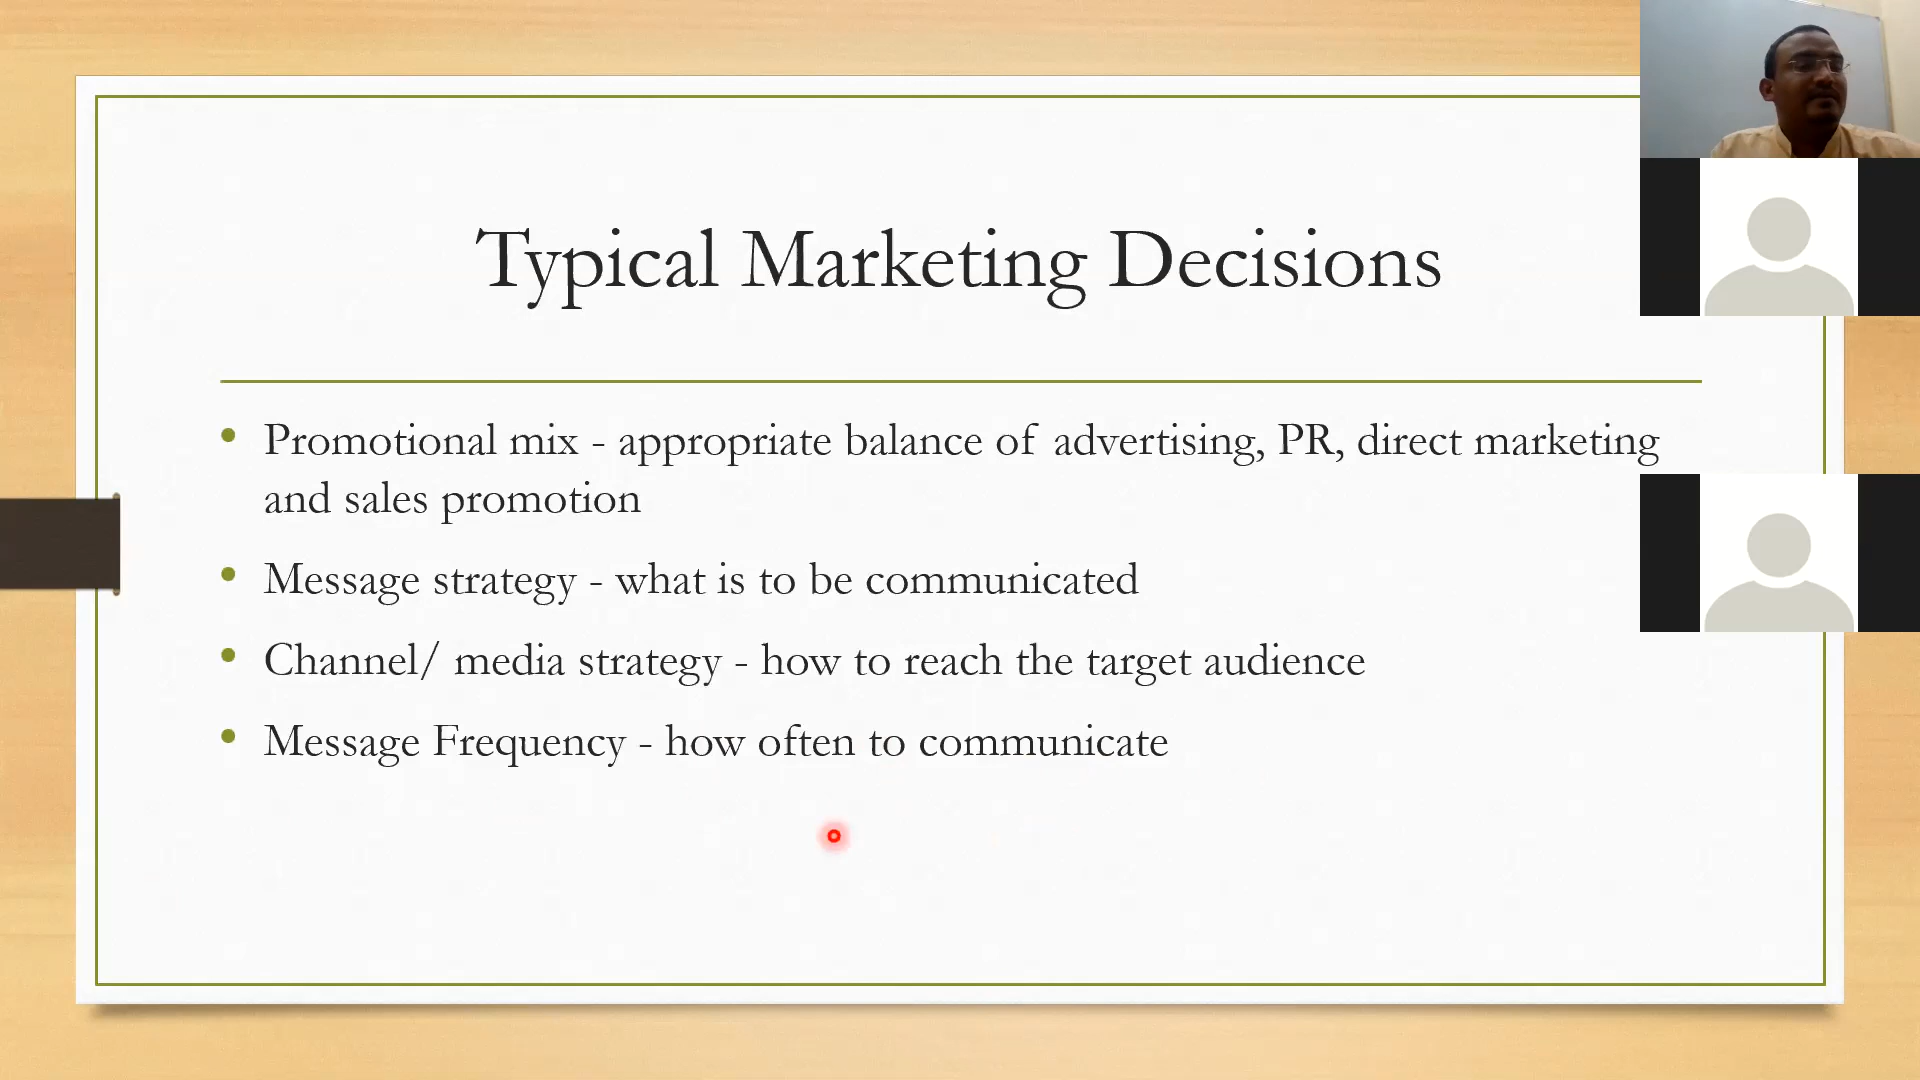 Typical Marketing Decisions
Promotional mix - appropriate balance of advertising, PR, direct marketing
and sales promotion
Message strategy - what is to be communicated
Channel/ media strategy - how to reach the target audience
Message Frequency - how often to communicate